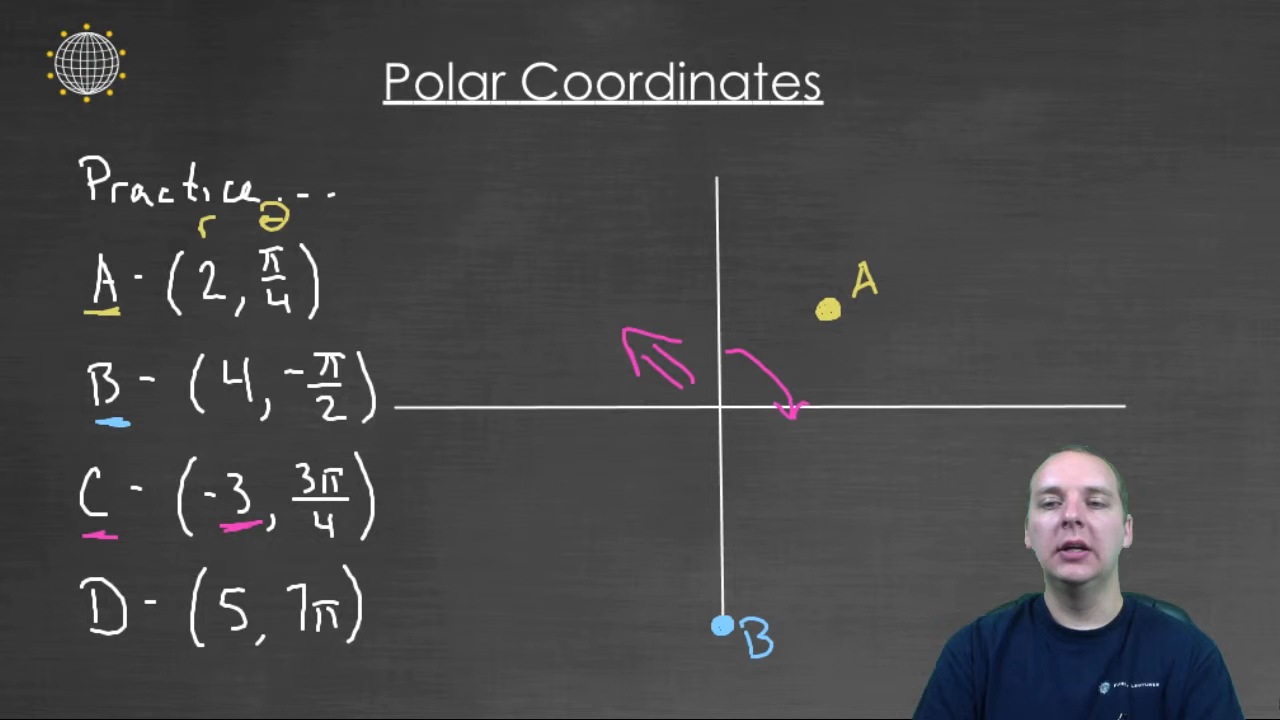 Polar Coordinates
Practice...
r θ
A - (2, π/4)
A
B - (4, -π/2)
C - (-3, 3π/4)
D - (5, 7π)
B